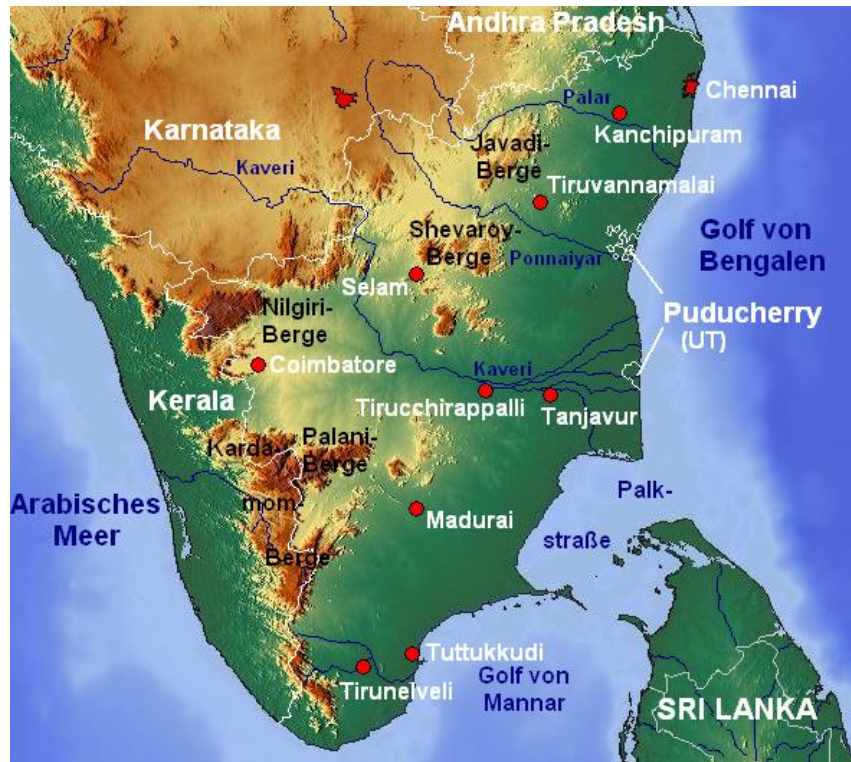 Andhra Pradesh
Chennai
Palar
Kanchipuram
Karnataka
Kaveri
Javadi-
Berge
Tiruvannamalai
Shevaroy-
Berge
Ponnaiyar
Golf von
Bengalen
Selam
Nilgiri-
Berge
Puducherry
(UT)
Coimbatore
Kaveri
Kerala
Tirucchirappalli
Tanjavur
Karda-
mom-
Berge
Palani-
Berge
Arabisches
Meer
Madurai
Palk-
straße
Tuttukkudi
Tirunelveli
Golf von
Mannar
SRI LANKA